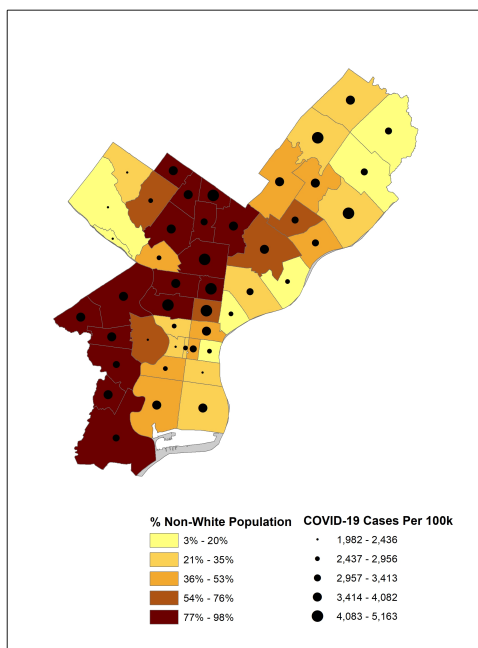 % Non-White Population
3% - 20%
21% - 35%
36% - 53%
54% - 76%
77% - 98%
COVID-19 Cases Per 100k
1,982 - 2,436
2,437 - 2,956
2,957 - 3,413
3,414 - 4,082
4,083 - 5,163